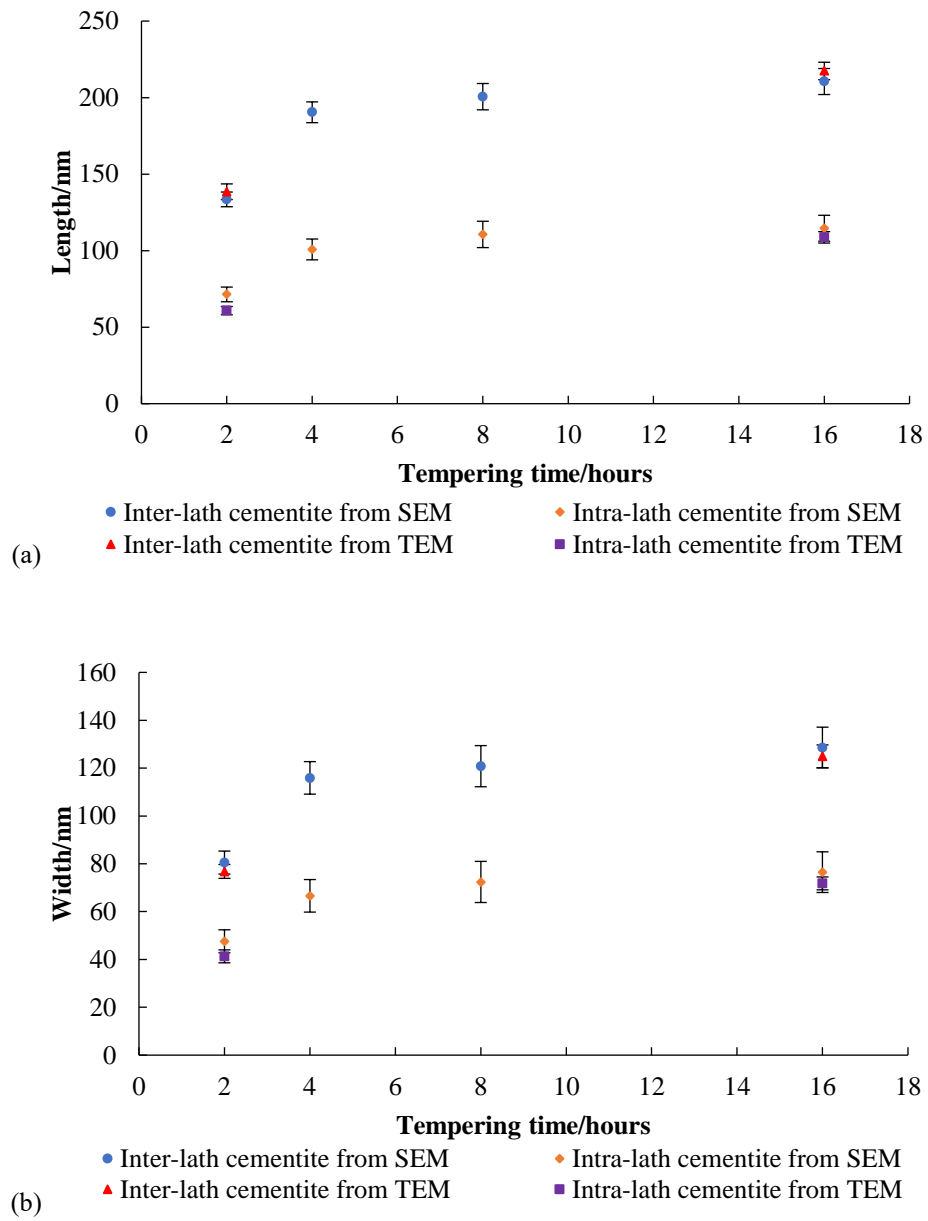 250
200
150
100
50
0
Length/nm
0 2 4 6 8 10 12 14 16 18
Tempering time/hours
Inter-lath cementite from SEM Intra-lath cementite from SEM
Inter-lath cementite from TEM Intra-lath cementite from TEM
(a)
160
140
120
100
80
60
40
20
0
Width/nm
0 2 4 6 8 10 12 14 16 18
Tempering time/hours
Inter-lath cementite from SEM Intra-lath cementite from SEM
Inter-lath cementite from TEM Intra-lath cementite from TEM
(b)